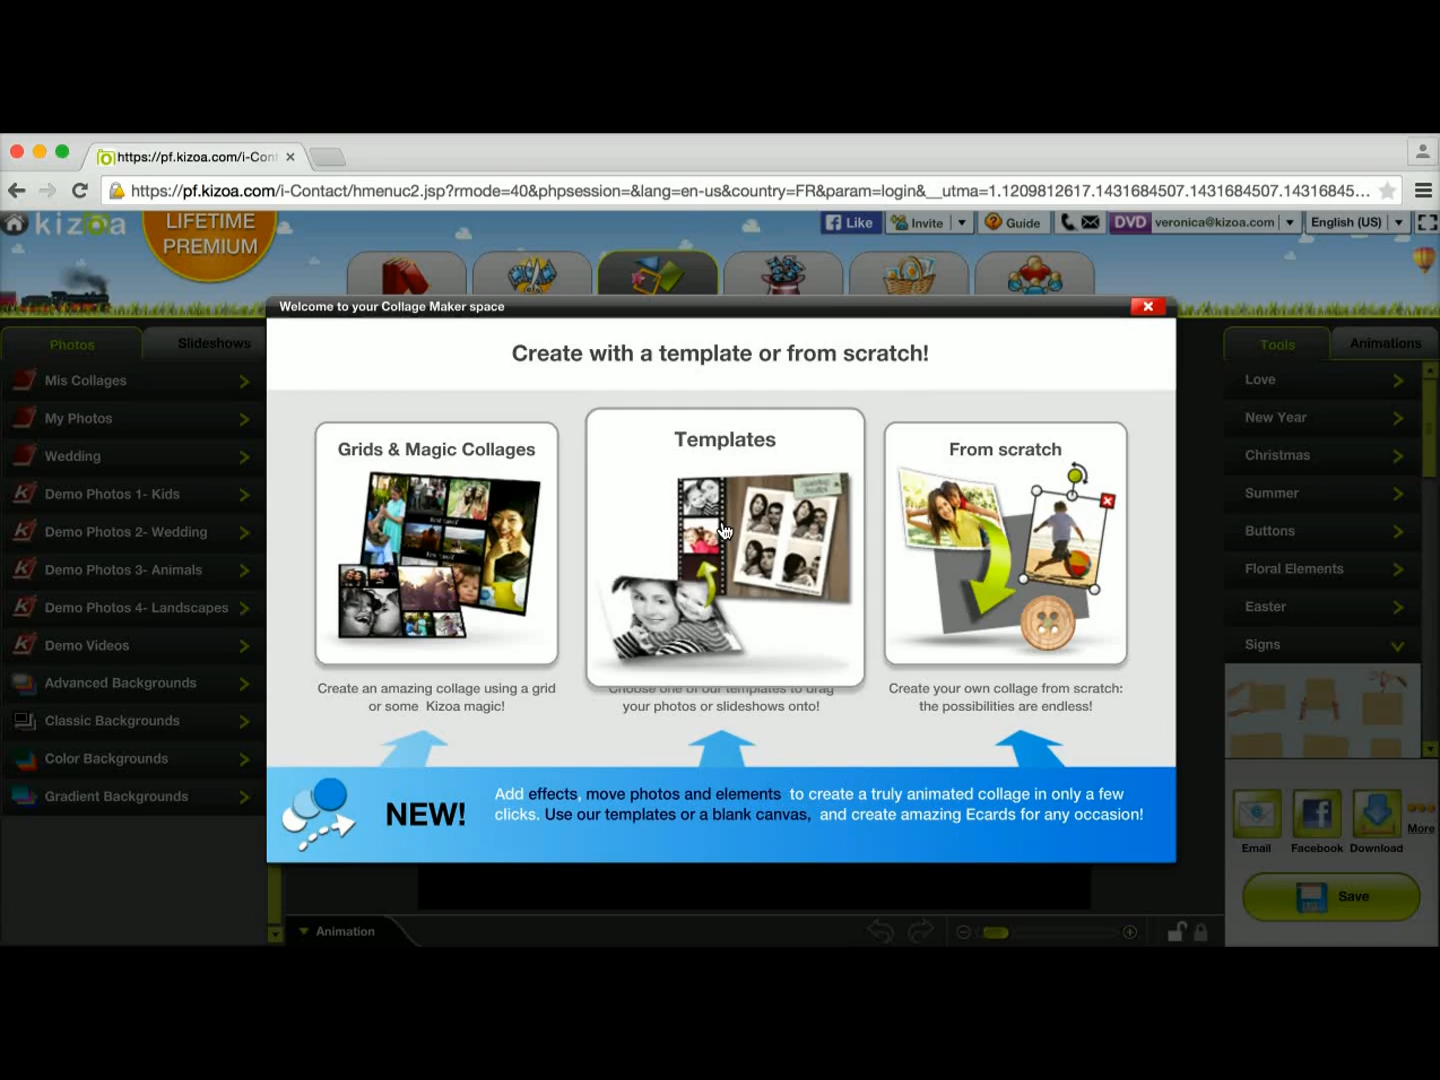 https://pf.kizoa.com/i-Cont
https://pf.kizoa.com/i-Contact/hmenuc2.jsp?rmode=40&phpsession=&lang=en-us&country=FR&param=login&__utma=1.1209812617.1431684507.1431684507.14316845...
kizoa
LIFETIME
PREMIUM
Like
Invite
Guide
DVD
veronica@kizoa.com
English (US)
Welcome to your Collage Maker space
Create with a template or from scratch!
Photos
Slideshows
Mis Collages
My Photos
Wedding
Demo Photos 1- Kids
Demo Photos 2- Wedding
Demo Photos 3- Animals
Demo Photos 4- Landscapes
Demo Videos
Advanced Backgrounds
Classic Backgrounds
Color Backgrounds
Gradient Backgrounds
Grids & Magic Collages
Create an amazing collage using a grid
or some Kizoa magic!
Templates
Choose one of our templates to drag
your photos or slideshows onto!
From scratch
Create your own collage from scratch:
the possibilities are endless!
NEW!
Add effects, move photos and elements to create a truly animated collage in only a few
clicks. Use our templates or a blank canvas, and create amazing Ecards for any occasion!
Animation
Tools
Animations
Love
New Year
Christmas
Summer
Buttons
Floral Elements
Easter
Signs
Email
Facebook
Download
More
Save